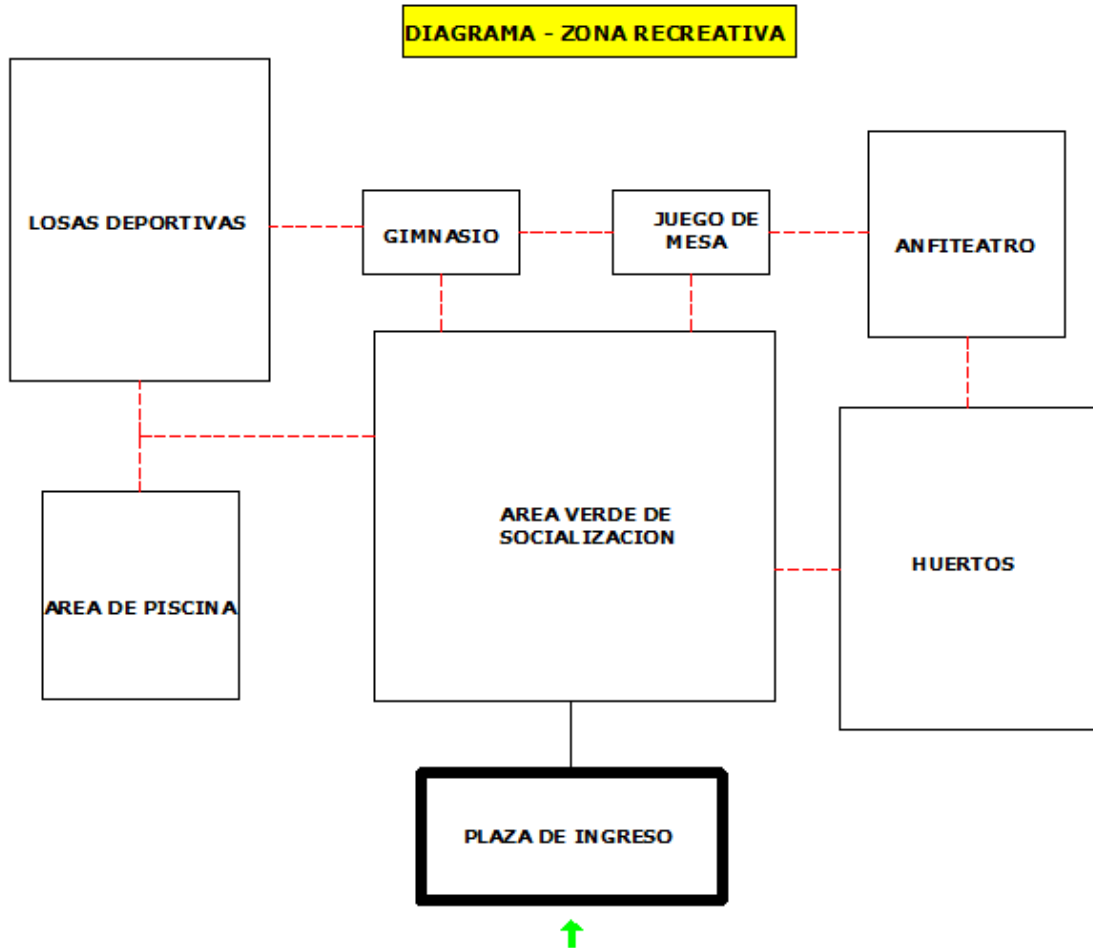 DIAGRAMA - ZONA RECREATIVA
LOSAS DEPORTIVAS
GIMNASIO
JUEGO DE
MESA
ANFITEATRO
AREA VERDE DE
SOCIALIZACION
HUERTOS
AREA DE PISCINA
PLAZA DE INGRESO